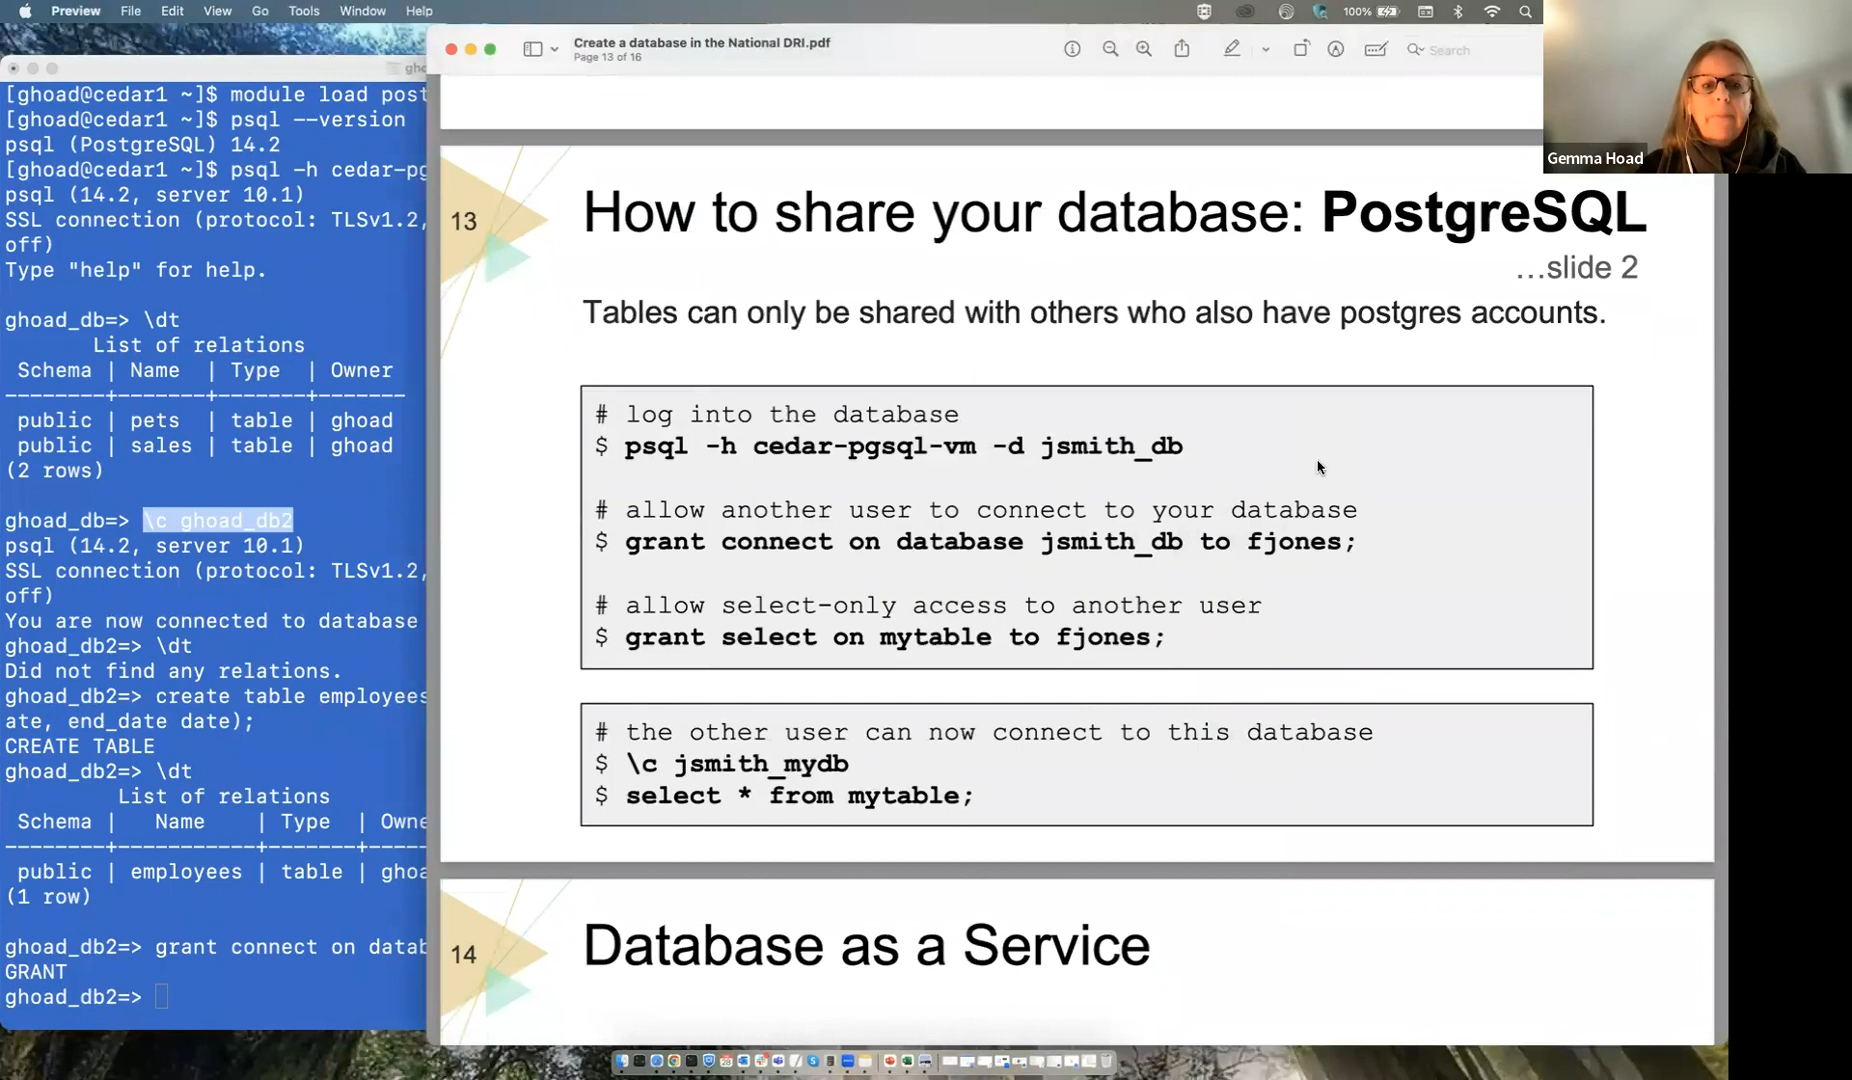 Preview File Edit View Go Tools Window Help
100%
Create a database in the National DRI.pdf
Page 13 of 16
Search
Gemma Hoad
[ghoad@cedar1 ~]$ module load post
[ghoad@cedar1 ~]$ psql --version
psql (PostgreSQL) 14.2
[ghoad@cedar1 ~]$ psql -h cedar-pg
psql (14.2, server 10.1)
SSL connection (protocol: TLSv1.2,
off)
Type "help" for help.
ghoad_db=> \dt
List of relations
Schema | Name | Type | Owner
--------+-------+-------+-------
public | pets | table | ghoad
public | sales | table | ghoad
(2 rows)
ghoad_db=> \c ghoad_db2
psql (14.2, server 10.1)
SSL connection (protocol: TLSv1.2,
off)
You are now connected to database
ghoad_db2=> \dt
Did not find any relations.
ghoad_db2=> create table employees
ate, end_date date);
CREATE TABLE
ghoad_db2=> \dt
List of relations
Schema | Name | Type | Owne
--------+-----------+-------+-----
public | employees | table | ghoa
(1 row)
ghoad_db2=> grant connect on datab
GRANT
ghoad_db2=>
13
How to share your database: PostgreSQL
…slide 2
Tables can only be shared with others who also have postgres accounts.
# log into the database
$ psql -h cedar-pgsql-vm -d jsmith_db
# allow another user to connect to your database
$ grant connect on database jsmith_db to fjones;
# allow select-only access to another user
$ grant select on mytable to fjones;
# the other user can now connect to this database
$ \c jsmith_mydb
$ select * from mytable;
14
Database as a Service